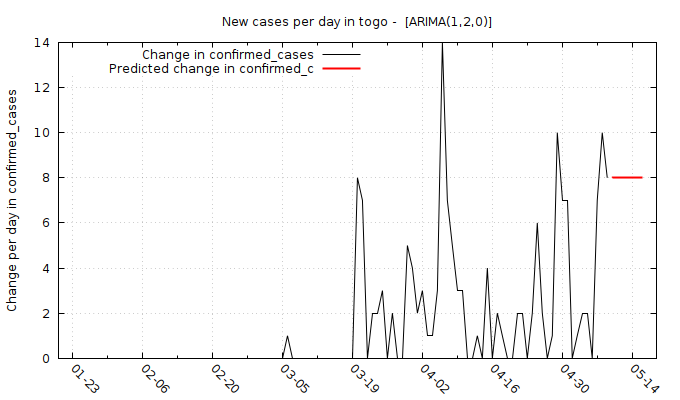 New cases per day in togo -  [ARIMA(1,2,0)]
Change in confirmed_cases
Predicted change in confirmed_c
Change per day in confirmed_cases
14
12
10
8
6
4
2
0
01-23 02-06 02-20 03-05 03-19 04-02 04-16 04-30 05-14